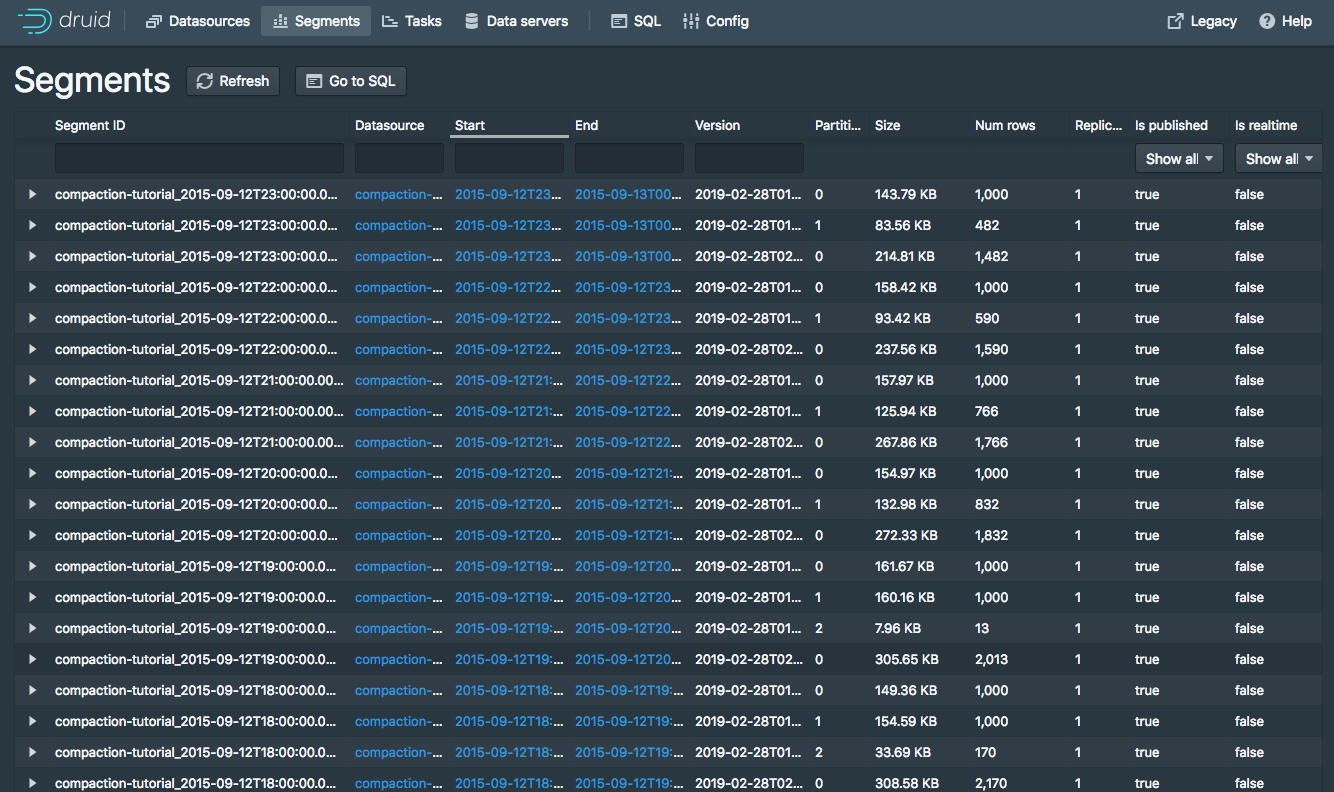 druid Datasources Segments Tasks Data servers SQL Config Legacy Help
Segments Refresh Go to SQL
Segment ID Datasource Start End Version Partiti... Size Num rows Replic... Is published Is realtime
Show all Show all
compaction-tutorial_2015-09-12T23:00:00.0... compaction-... 2015-09-12T23... 2015-09-13T00... 2019-02-28T01... 0 143.79 KB 1,000 1 true false
compaction-tutorial_2015-09-12T23:00:00.0... compaction-... 2015-09-12T23... 2015-09-13T00... 2019-02-28T01... 1 83.56 KB 482 1 true false
compaction-tutorial_2015-09-12T23:00:00.0... compaction-... 2015-09-12T23... 2015-09-13T00... 2019-02-28T02... 0 214.81 KB 1,482 1 true false
compaction-tutorial_2015-09-12T22:00:00.0... compaction-... 2015-09-12T22... 2015-09-12T23... 2019-02-28T01... 0 158.42 KB 1,000 1 true false
compaction-tutorial_2015-09-12T22:00:00.0... compaction-... 2015-09-12T22... 2015-09-12T23... 2019-02-28T01... 1 93.42 KB 590 1 true false
compaction-tutorial_2015-09-12T22:00:00.0... compaction-... 2015-09-12T22... 2015-09-12T23... 2019-02-28T02... 0 237.56 KB 1,590 1 true false
compaction-tutorial_2015-09-12T21:00:00.00... compaction-... 2015-09-12T21:... 2015-09-12T22... 2019-02-28T01... 0 157.97 KB 1,000 1 true false
compaction-tutorial_2015-09-12T21:00:00.00... compaction-... 2015-09-12T21:... 2015-09-12T22... 2019-02-28T01... 1 125.94 KB 766 1 true false
compaction-tutorial_2015-09-12T21:00:00.00... compaction-... 2015-09-12T21:... 2015-09-12T22... 2019-02-28T02... 0 267.86 KB 1,766 1 true false
compaction-tutorial_2015-09-12T20:00:00.0... compaction-... 2015-09-12T20... 2015-09-12T21:... 2019-02-28T01... 0 154.97 KB 1,000 1 true false
compaction-tutorial_2015-09-12T20:00:00.0... compaction-... 2015-09-12T20... 2015-09-12T21:... 2019-02-28T01... 1 132.98 KB 832 1 true false
compaction-tutorial_2015-09-12T20:00:00.0... compaction-... 2015-09-12T20... 2015-09-12T21:... 2019-02-28T02... 0 272.33 KB 1,832 1 true false
compaction-tutorial_2015-09-12T19:00:00.0... compaction-... 2015-09-12T19:... 2015-09-12T20... 2019-02-28T01... 0 161.67 KB 1,000 1 true false
compaction-tutorial_2015-09-12T19:00:00.0... compaction-... 2015-09-12T19:... 2015-09-12T20... 2019-02-28T01... 1 160.16 KB 1,000 1 true false
compaction-tutorial_2015-09-12T19:00:00.0... compaction-... 2015-09-12T19:... 2015-09-12T20... 2019-02-28T01... 2 7.96 KB 13 1 true false
compaction-tutorial_2015-09-12T19:00:00.0... compaction-... 2015-09-12T19:... 2015-09-12T20... 2019-02-28T02... 0 305.65 KB 2,013 1 true false
compaction-tutorial_2015-09-12T18:00:00.0... compaction-... 2015-09-12T18:... 2015-09-12T19:... 2019-02-28T01... 0 149.36 KB 1,000 1 true false
compaction-tutorial_2015-09-12T18:00:00.0... compaction-... 2015-09-12T18:... 2015-09-12T19:... 2019-02-28T01... 1 154.59 KB 1,000 1 true false
compaction-tutorial_2015-09-12T18:00:00.0... compaction-... 2015-09-12T18:... 2015-09-12T19:... 2019-02-28T01... 2 33.69 KB 170 1 true false
compaction-tutorial_2015-09-12T18:00:00.0... compaction-... 2015-09-12T18:... 2015-09-12T19:... 2019-02-28T02... 0 308.58 KB 2,170 1 true false